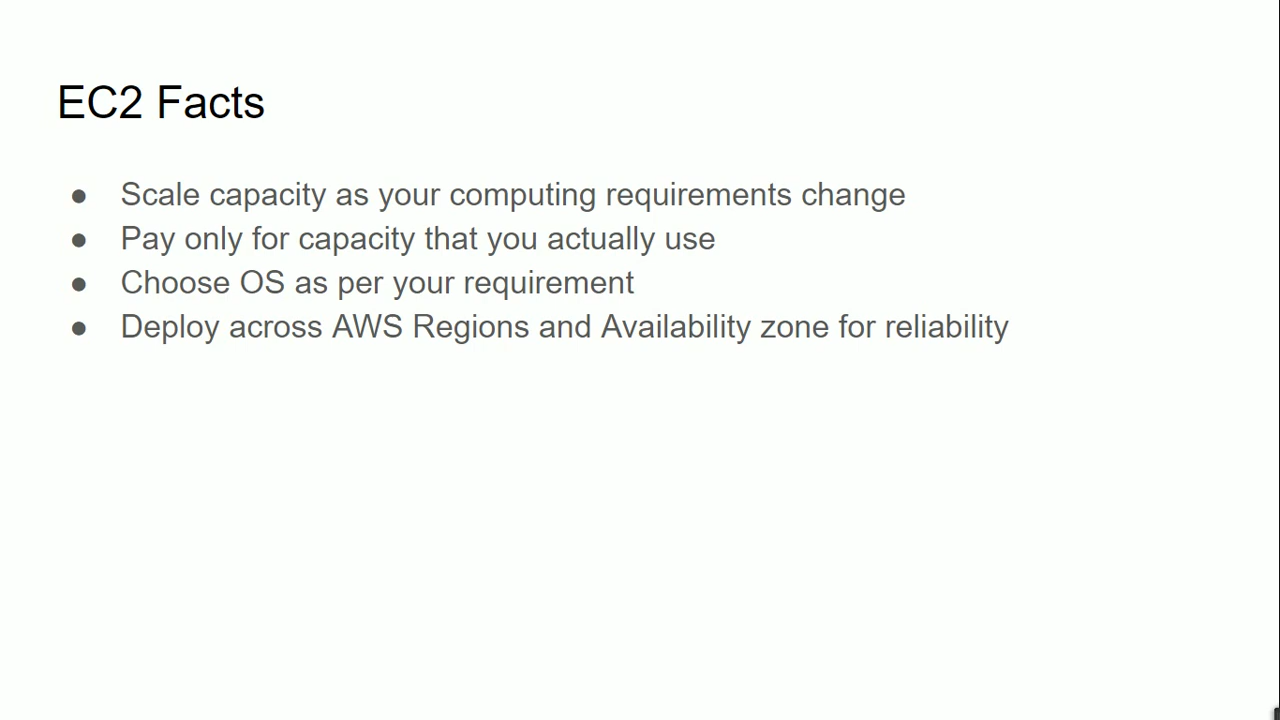 EC2 Facts
● Scale capacity as your computing requirements change
● Pay only for capacity that you actually use
● Choose OS as per your requirement
● Deploy across AWS Regions and Availability zone for reliability